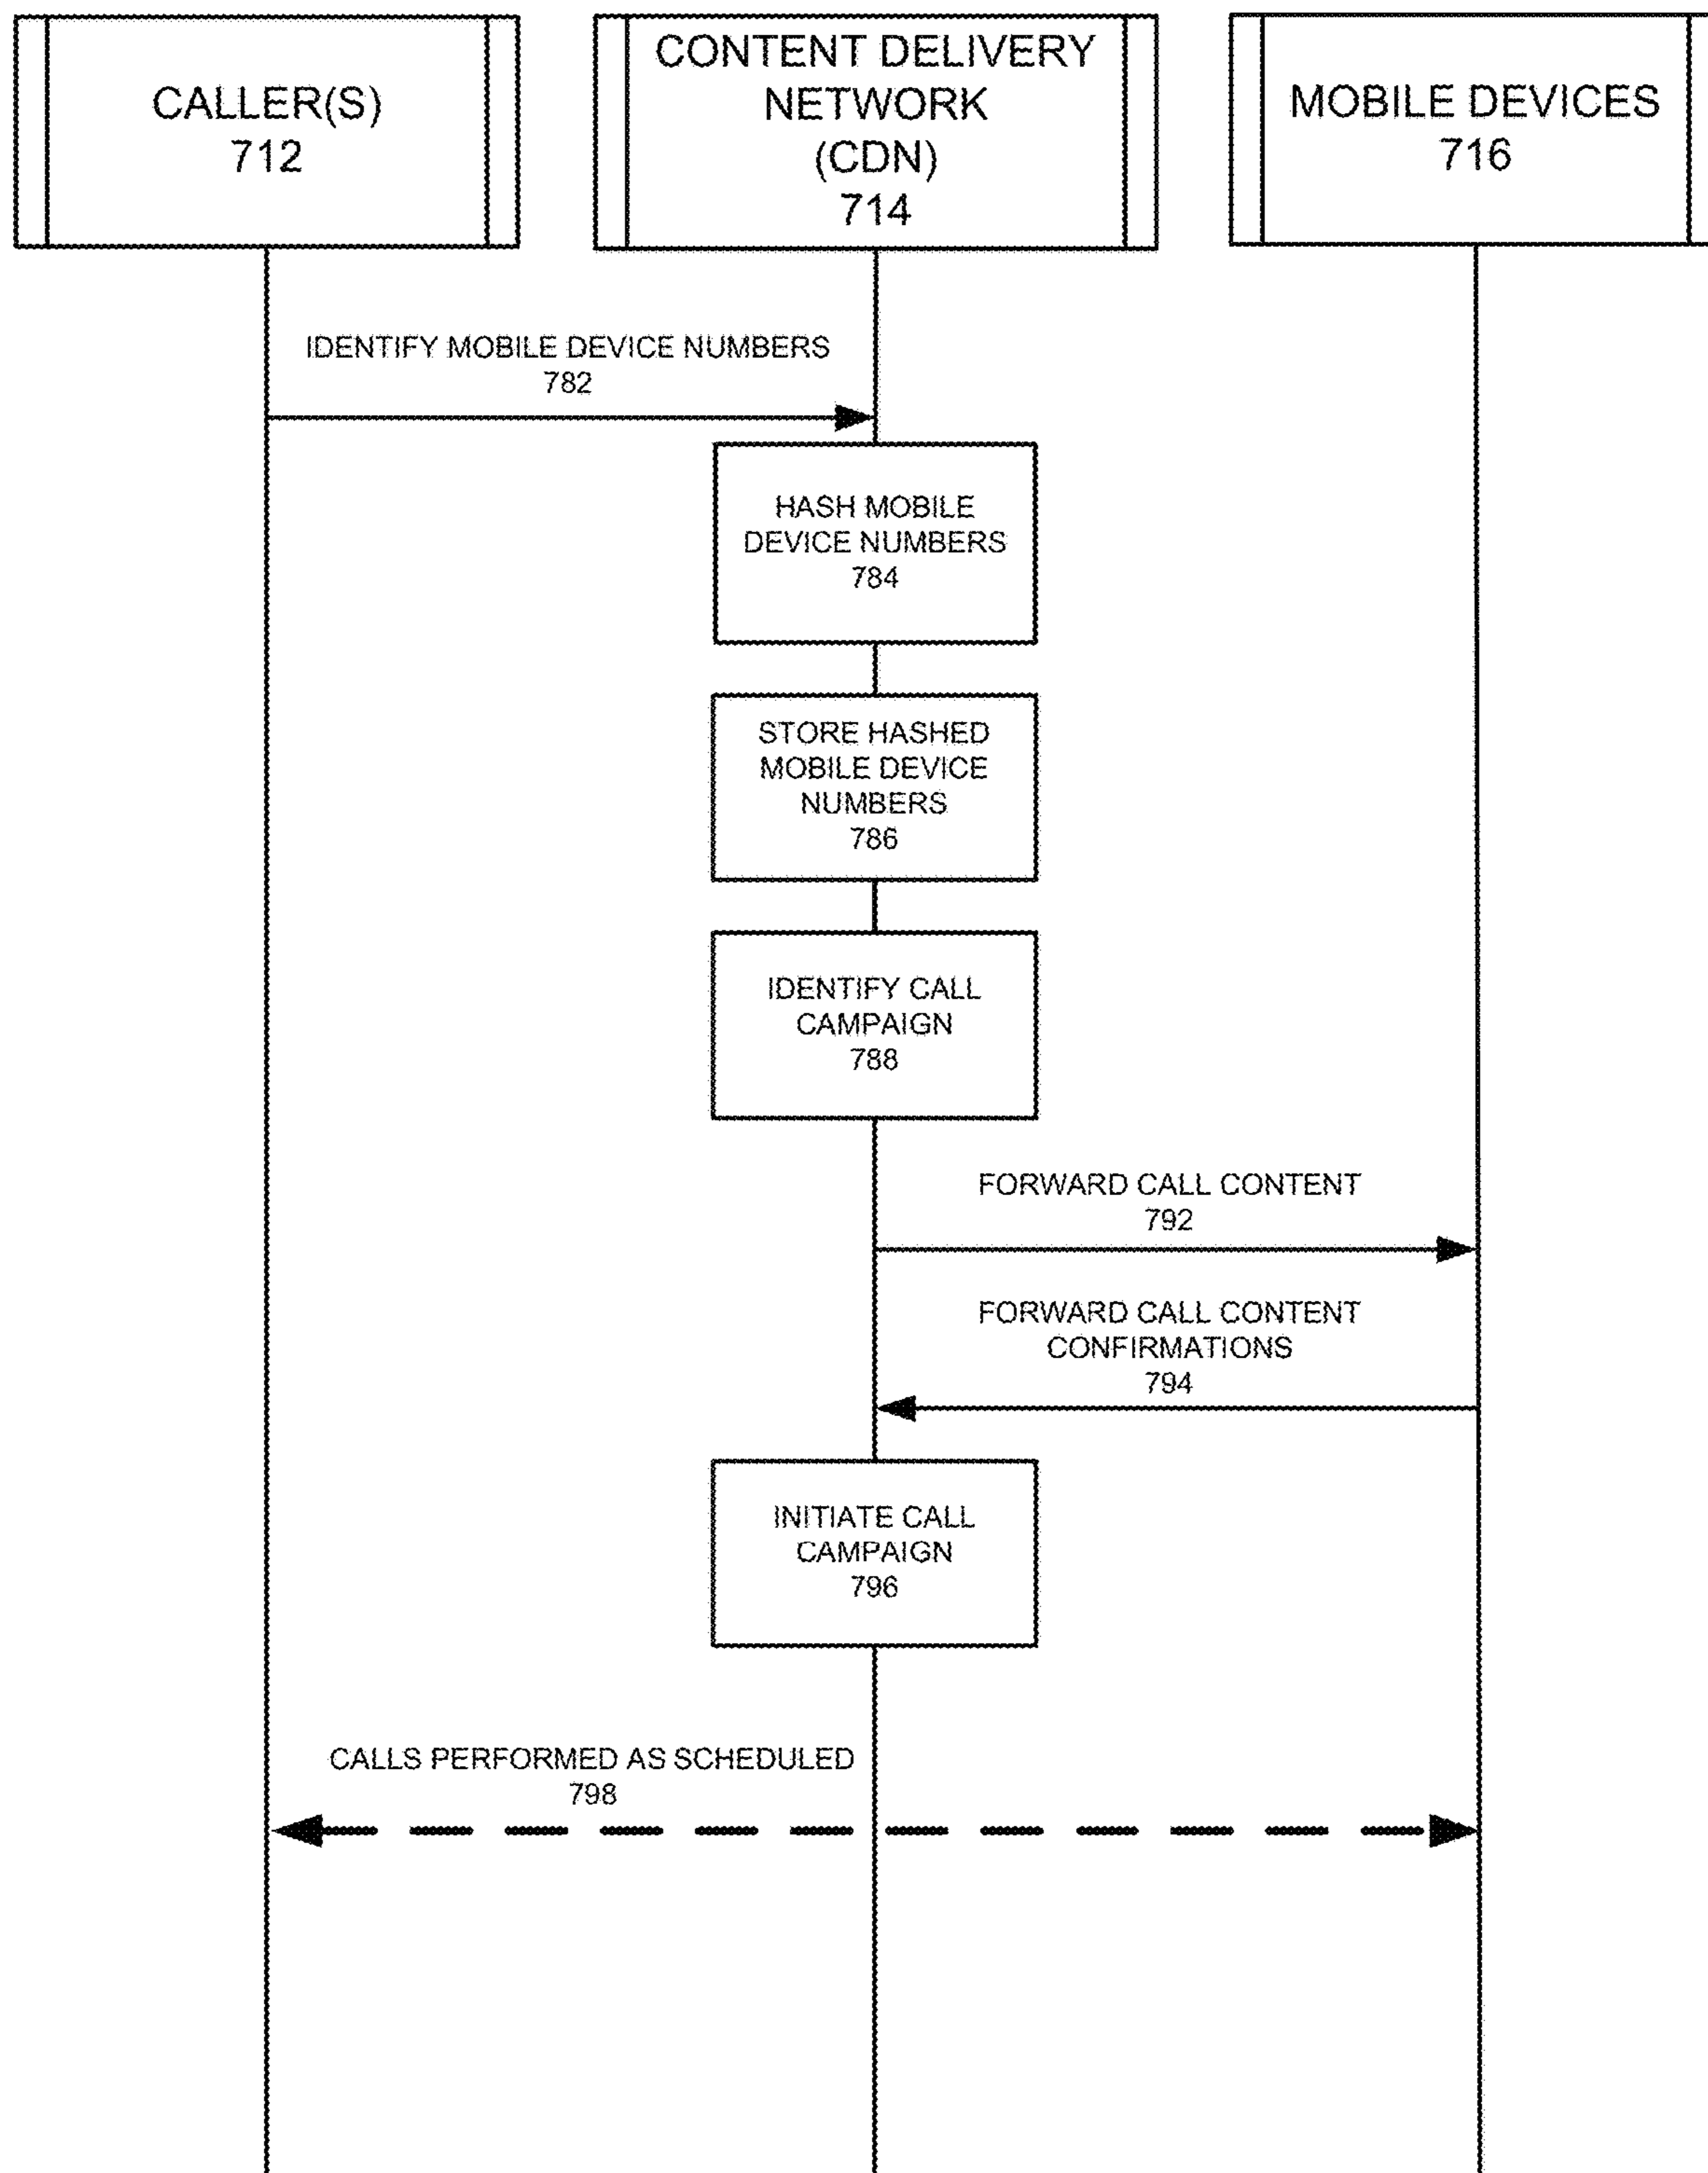 CALLER(S)
712
CONTENT DELIVERY
NETWORK
(CDN)
714
MOBILE DEVICES
716
IDENTIFY MOBILE DEVICE NUMBERS
782
HASH MOBILE
DEVICE NUMBERS
784
STORE HASHED
MOBILE DEVICE
NUMBERS
786
IDENTIFY CALL
CAMPAIGN
788
FORWARD CALL CONTENT
792
FORWARD CALL CONTENT
CONFIRMATIONS
794
INITIATE CALL
CAMPAIGN
796
CALLS PERFORMED AS SCHEDULED
798